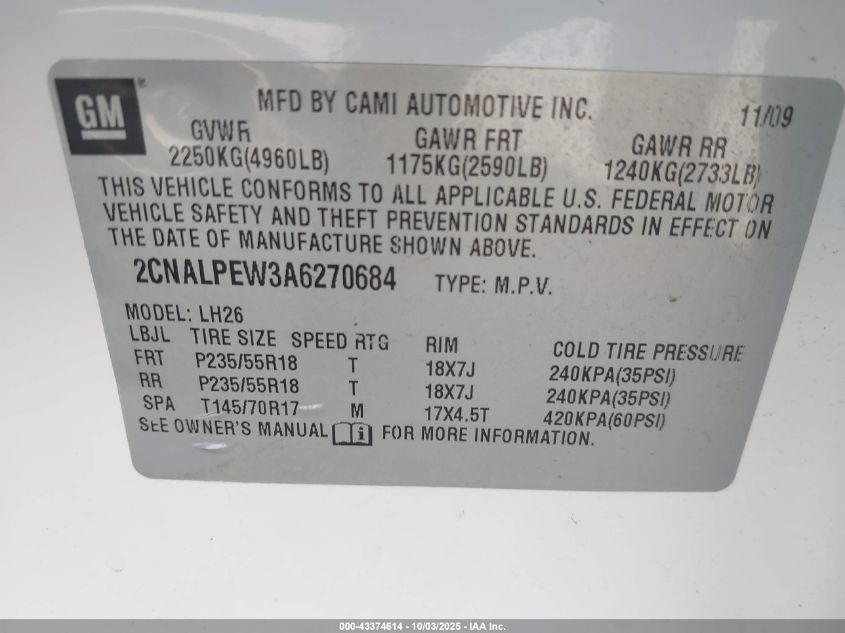 GM®
MFD BY CAMI AUTOMOTIVE INC. 11/09
GVWR GAWR FRT GAWR RR
2250KG(4960LB) 1175KG(2590LB) 1240KG(2733LB)
THIS VEHICLE CONFORMS TO ALL APPLICABLE U.S. FEDERAL MOTOR
VEHICLE SAFETY AND THEFT PREVENTION STANDARDS IN EFFECT ON
THE DATE OF MANUFACTURE SHOWN ABOVE.
2CNALPEW3A6270684 TYPE: M.P.V.
MODEL: LH26
LBJL TIRE SIZE SPEED RTG RIM COLD TIRE PRESSURE
FRT P235/55R18 T 18X7J 240KPA(35PSI)
RR P235/55R18 T 18X7J 240KPA(35PSI)
SPA T145/70R17 M 17X4.5T 420KPA(60PSI)
SEE OWNER'S MANUAL i FOR MORE INFORMATION.
000-43374614 - 10/03/2025 - IAA Inc.